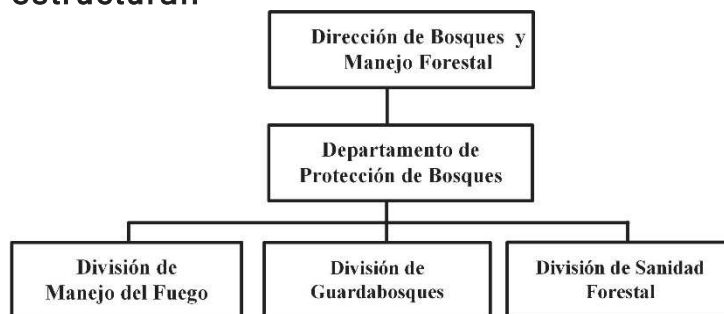 Dirección de Bosques y
Manejo Forestal
Departamento de
Protección de Bosques
División de
Manejo del Fuego
División de
Guardabosques
División de Sanidad
Forestal